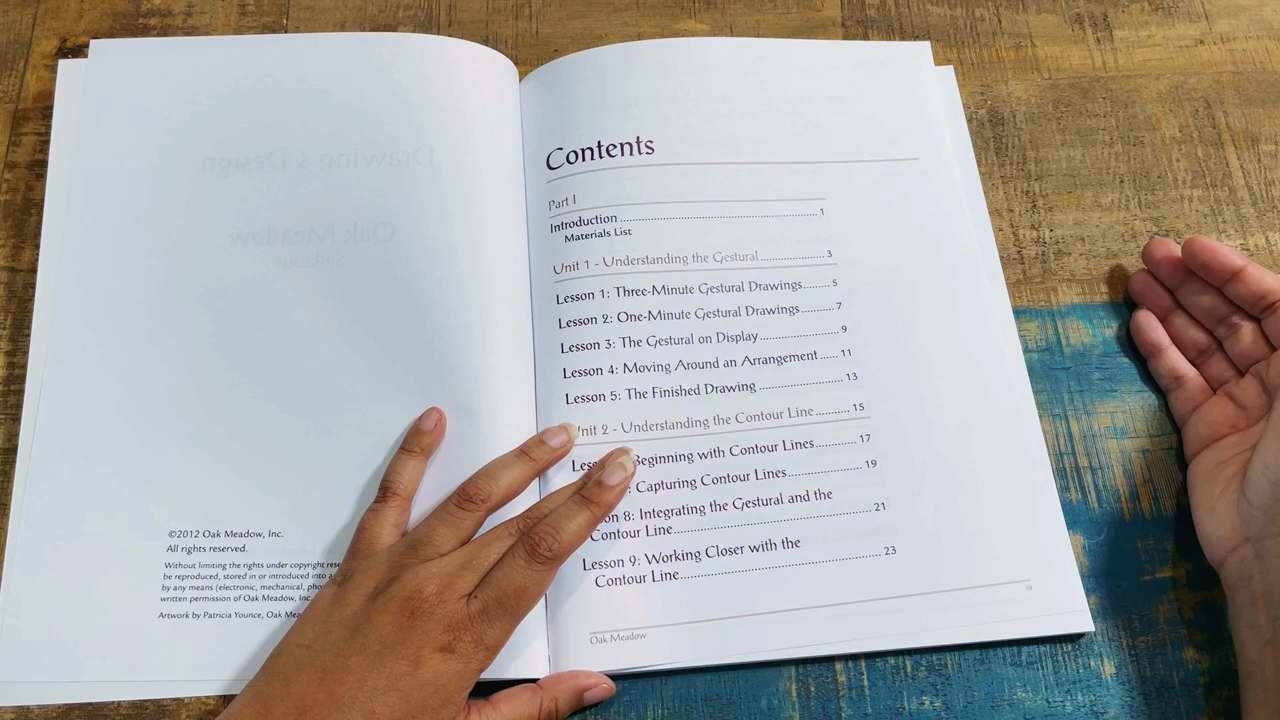 ©2012 Oak Meadow, Inc.
All rights reserved.
Without limiting the rights under copyright
be reproduced, stored in or introduced into
by any means (electronic, mechanical,
written permission of Oak Meadow, Inc.
Artwork by Patricia Younce, Oak
Contents
Part I
Introduction 1
Materials List
Unit 1 - Understanding the Gestural 3
Lesson 1: Three-Minute Gestural Drawings 5
Lesson 2: One-Minute Gestural Drawings 7
Lesson 3: The Gestural on Display 9
Lesson 4: Moving Around an Arrangement 11
Lesson 5: The Finished Drawing 13
Unit 2 - Understanding the Contour Line 15
Beginning with Contour Lines 17
: Capturing Contour Lines 19
8: Integrating the Gestural and the
Contour Line 21
Lesson 9: Working Closer with the
Contour Line 23
Oak Meadow
iii